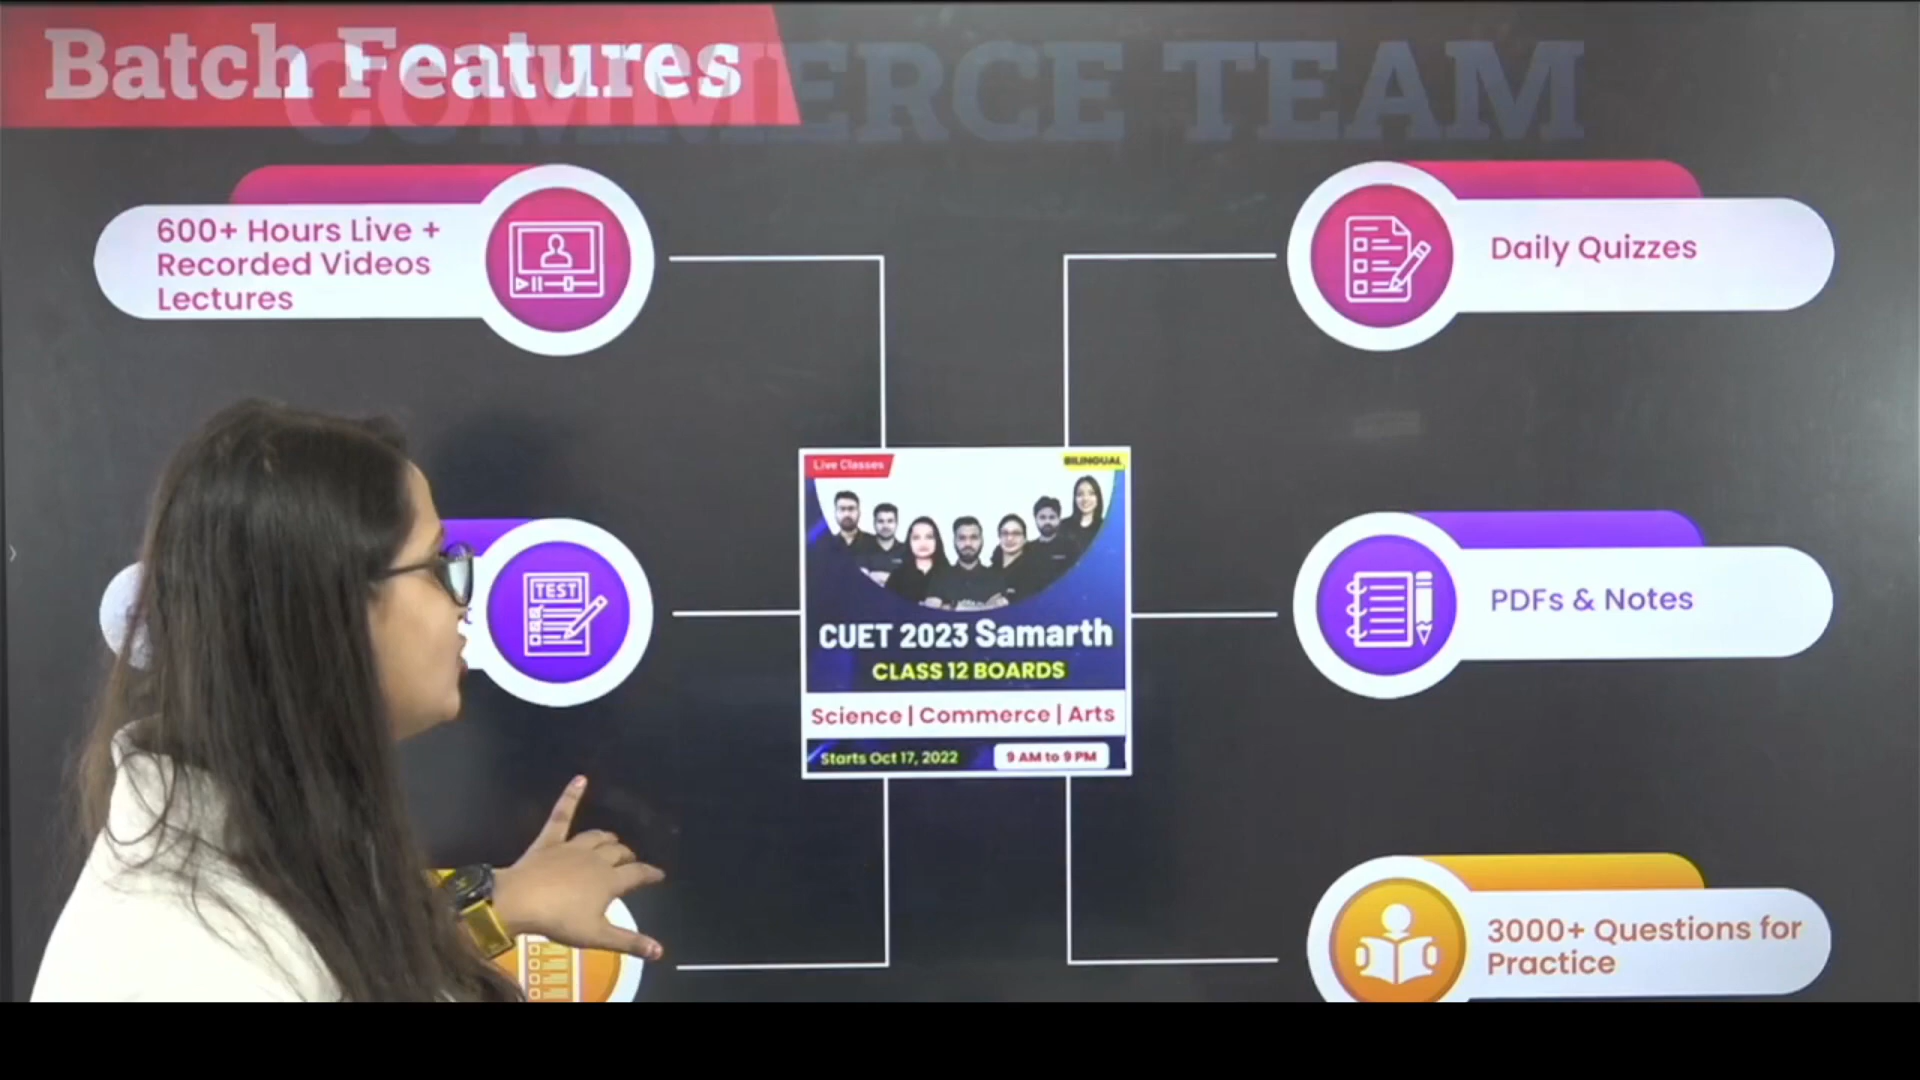 Batch Features
COMMERCE TEAM
600+ Hours Live +
Recorded Videos
Lectures
Daily Quizzes
TEST
PDFs & Notes
Live Classes
BILINGUAL
CUET 2023 Samarth
CLASS 12 BOARDS
Science | Commerce | Arts
Starts Oct 17, 2022
9 AM to 9 PM
3000+ Questions for
Practice